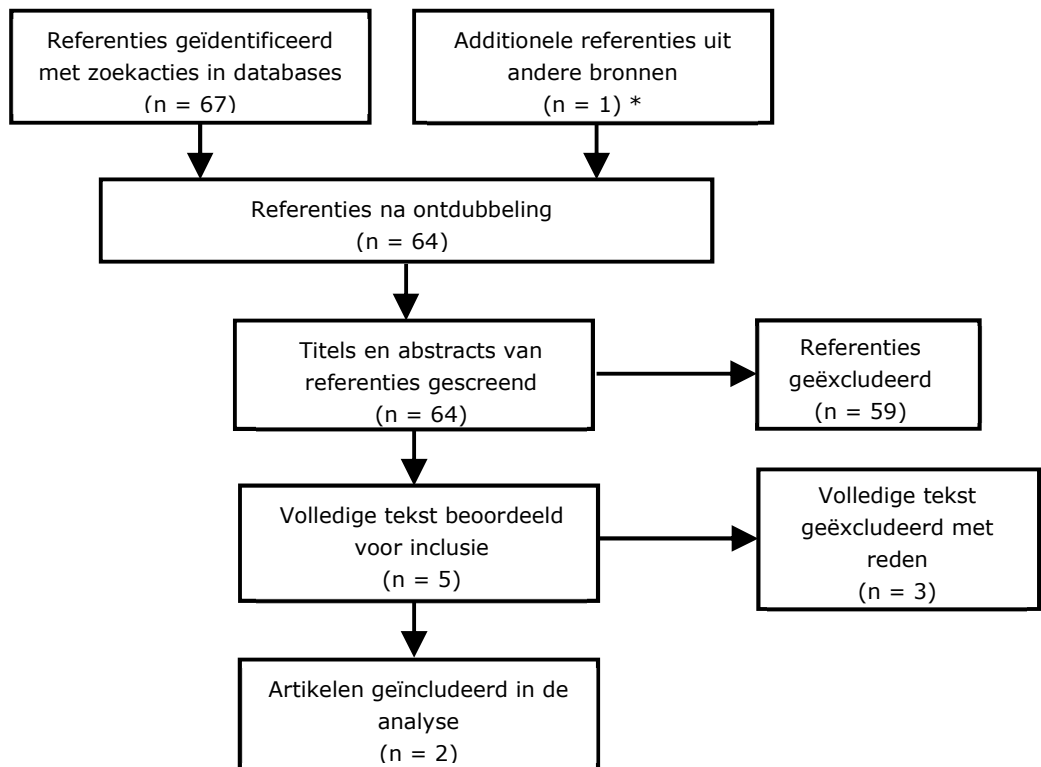 Referenties geïdentificeerd
met zoekacties in databases
(n = 67)
Additionele referenties uit
andere bronnen
(n = 1) *
Referenties na ontdubbeling
(n = 64)
Titels en abstracts van
referenties gescreend
(n = 64)
Referenties
geëxcludeerd
(n = 59)
Volledige tekst beoordeeld
voor inclusie
(n = 5)
Volledige tekst
geëxcludeerd met
reden
(n = 3)
Artikelen geïncludeerd in de
analyse
(n = 2)